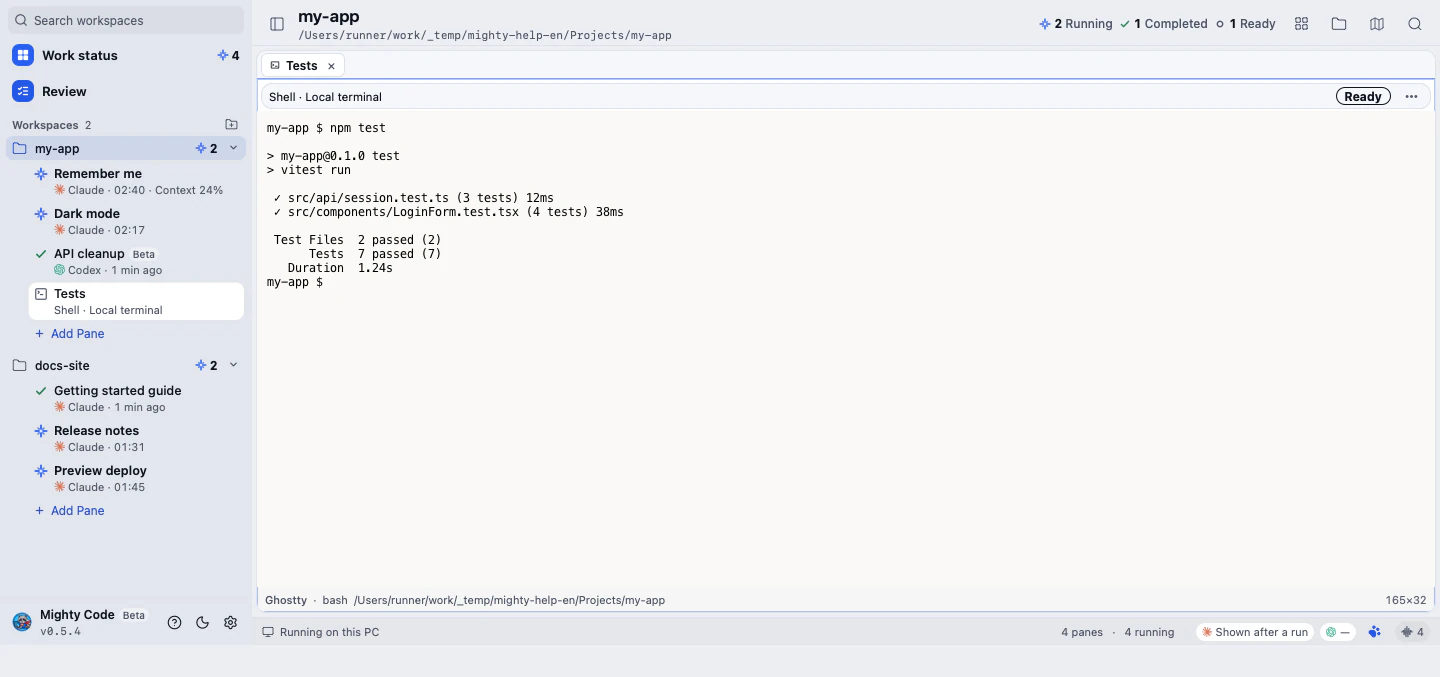 Search workspaces
Work status 4
Review
Workspaces 2
my-app 2
Remember me
Claude · 02:40 · Context 24%
Dark mode
Claude · 02:17
API cleanup Beta
Codex · 1 min ago
Tests
Shell · Local terminal
+ Add Pane
docs-site 2
Getting started guide
Claude · 1 min ago
Release notes
Claude · 01:31
Preview deploy
Claude · 01:45
+ Add Pane
Mighty Code Beta
v0.5.4
my-app
/Users/runner/work/_temp/mighty-help-en/Projects/my-app
2 Running ✓ 1 Completed 1 Ready
Tests ×
Shell · Local terminal
Ready ···
my-app $ npm test
> my-app@0.1.0 test
> vitest run
✓ src/api/session.test.ts (3 tests) 12ms
✓ src/components/LoginForm.test.tsx (4 tests) 38ms
Test Files 2 passed (2)
Tests 7 passed (7)
Duration 1.24s
my-app $
Ghostty · bash /Users/runner/work/_temp/mighty-help-en/Projects/my-app
165×32
Running on this PC
4 panes · 4 running
Shown after a run
—
4